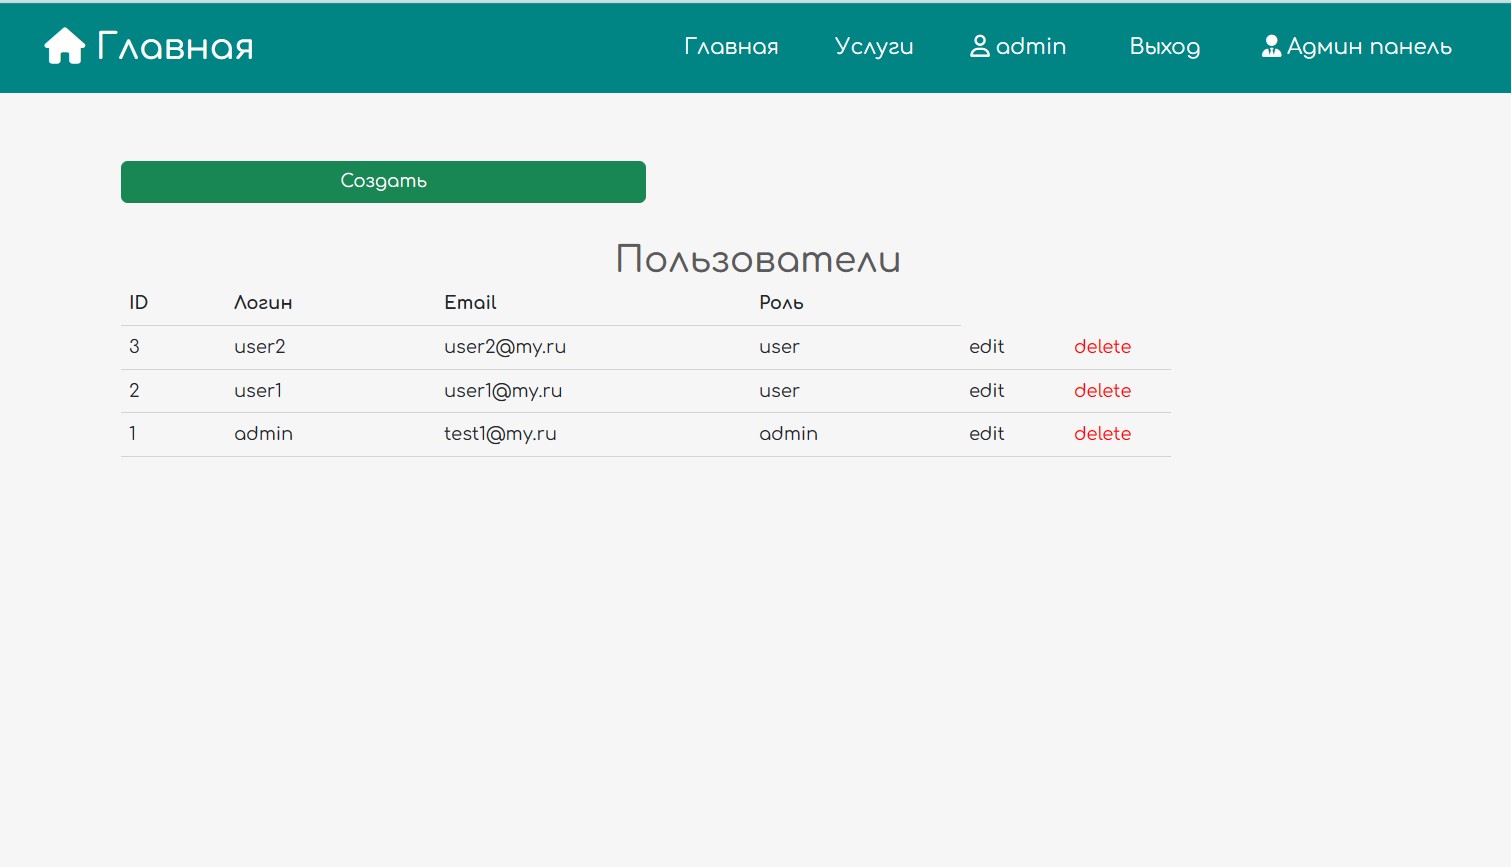 Главная
Главная Услуги admin Выход Админ панель
Создать
Пользователи
ID Логин Email Роль
3 user2 user2@my.ru user edit delete
2 user1 user1@my.ru user edit delete
1 admin test1@my.ru admin edit delete